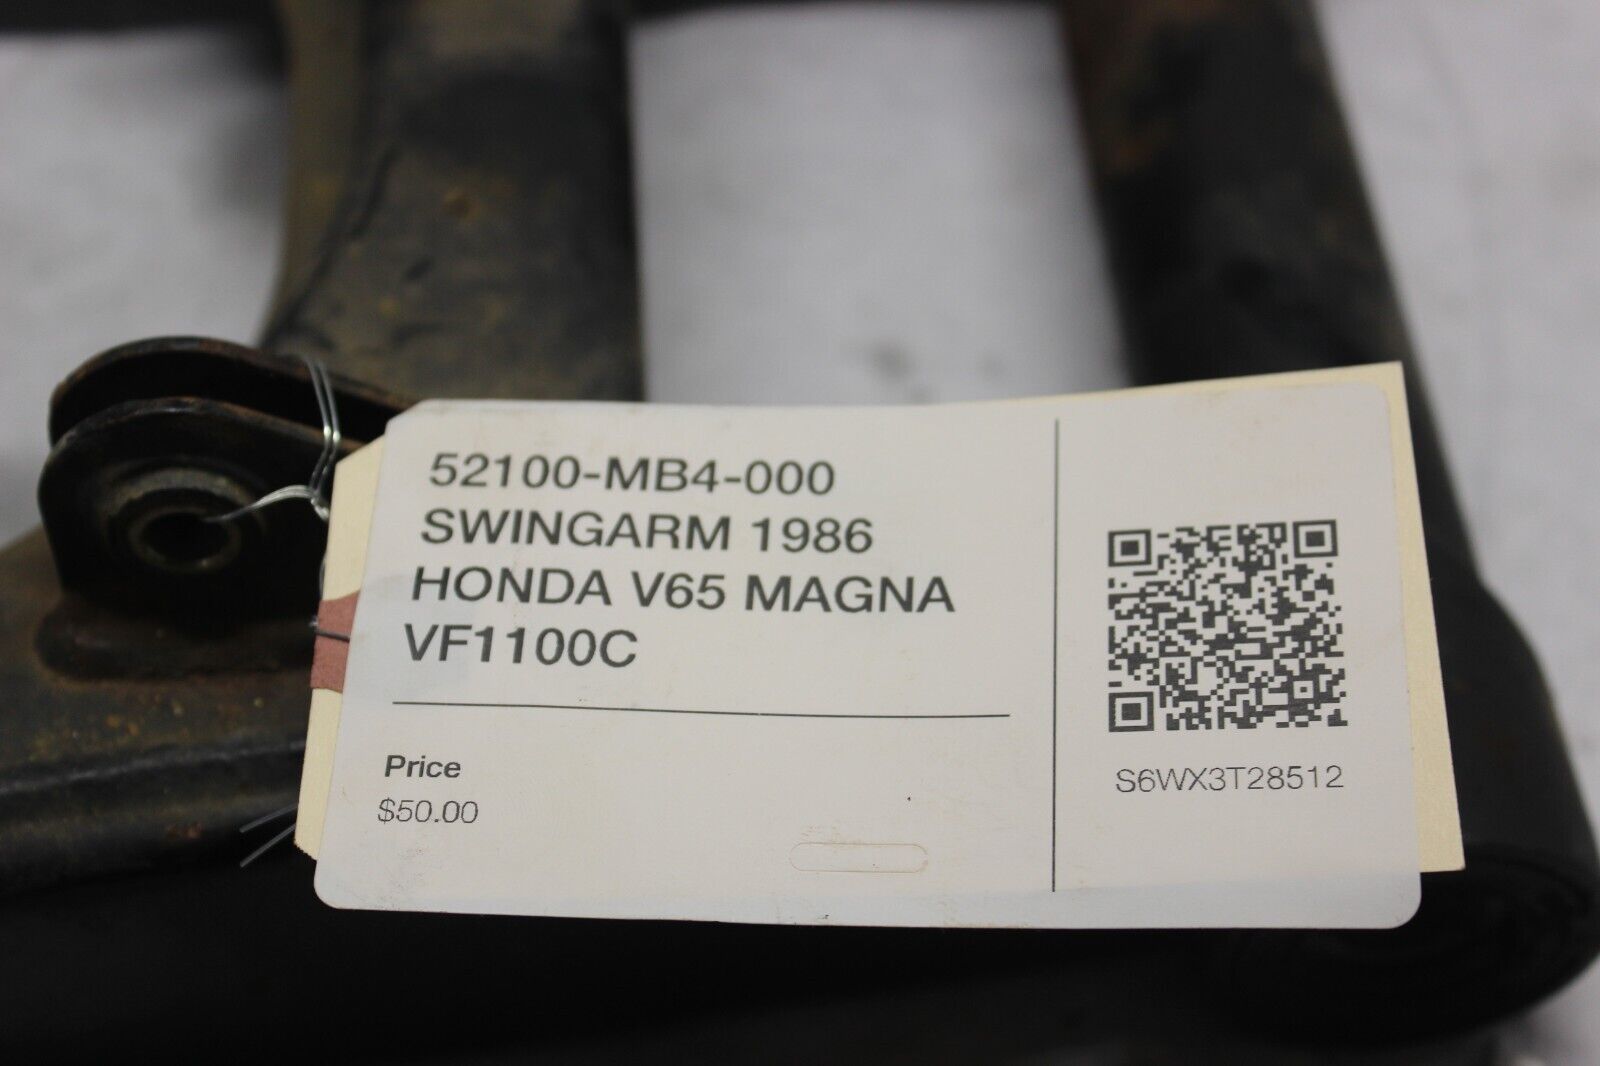 52100-MB4-000
SWINGARM 1986
HONDA V65 MAGNA
VF1100C
Price
$50.00
S6WX3T28512